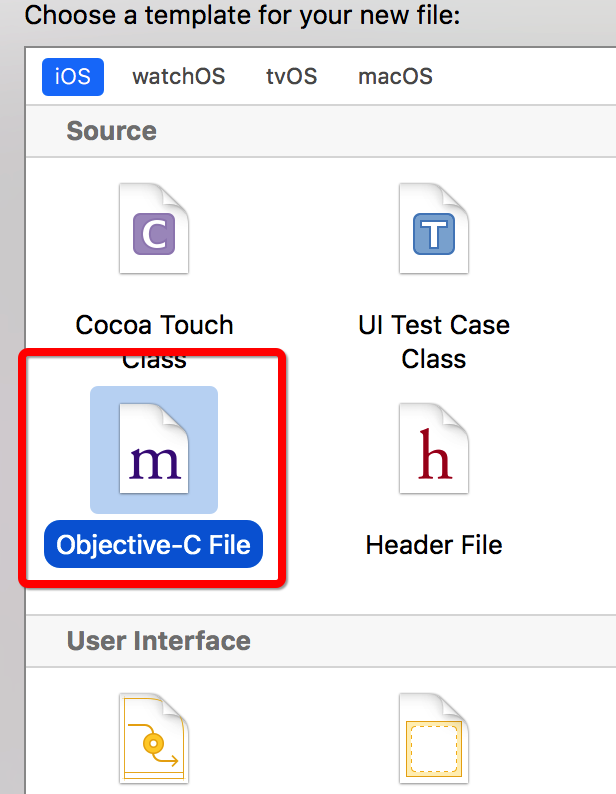 Choose a template for your new file:
iOS watchOS tvOS macOS
Source
C T
Cocoa Touch UI Test Case
Class Class
m h
Objective-C File Header File
User Interface